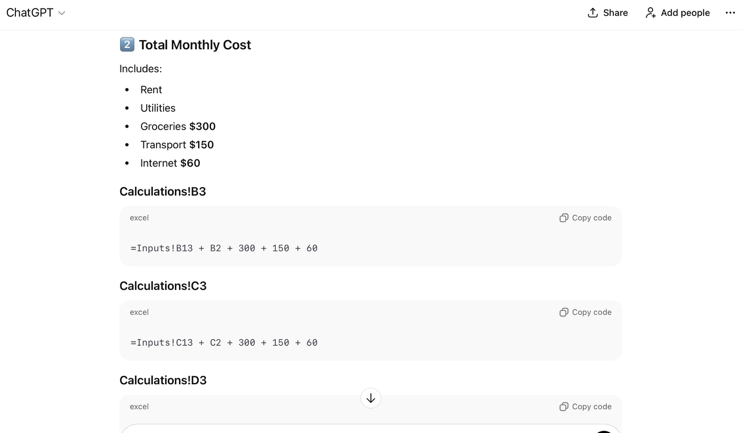 ChatGPT
Share
Add people
2 Total Monthly Cost
Includes:
• Rent
• Utilities
• Groceries $300
• Transport $150
• Internet $60
Calculations!B3
excel
Copy code
=Inputs!B13 + B2 + 300 + 150 + 60
Calculations!C3
excel
Copy code
=Inputs!C13 + C2 + 300 + 150 + 60
Calculations!D3
excel
Copy code